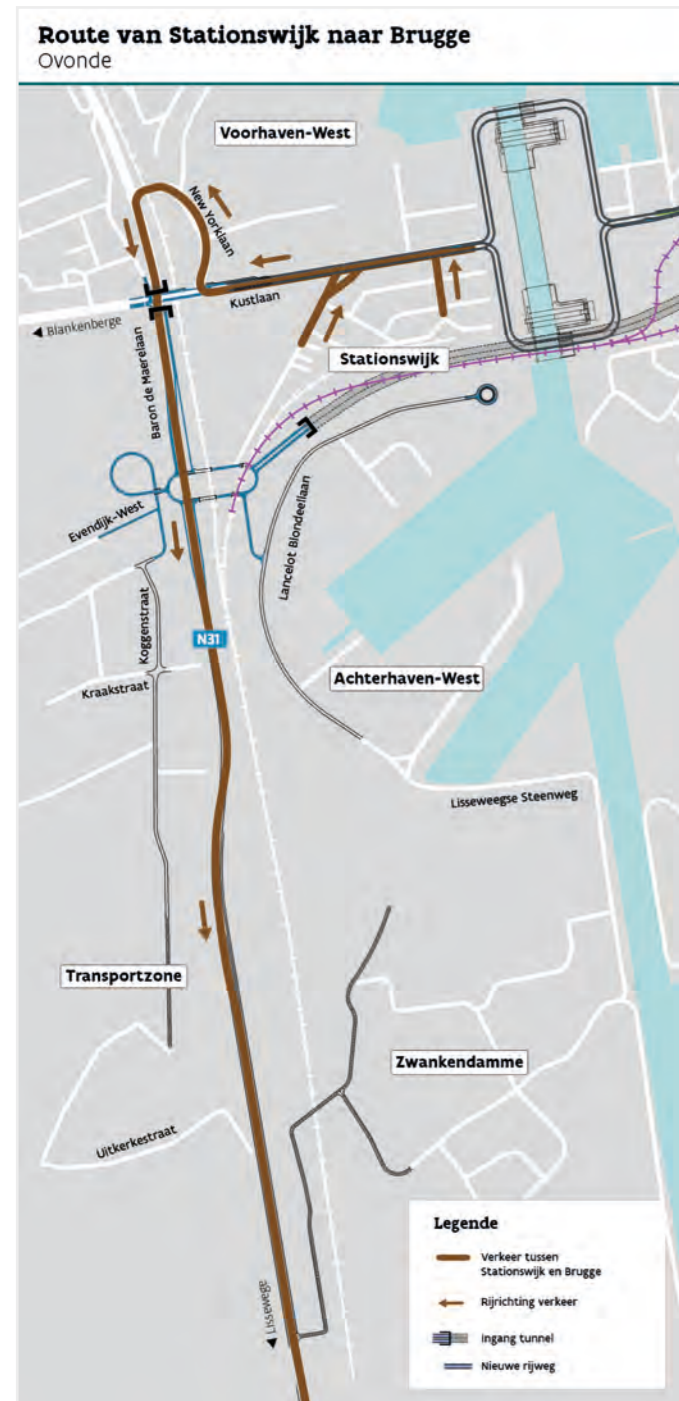 Route van Stationswijk naar Brugge
Ovonde
Voorhaven-West
New Yorklaan
Kustlaan
◄ Blankenberge
Stationswijk
Baron de Maerelaan
Evendijk-West
Lancelot Blondeellaan
Koggenstraat
N31
Kraakstraat
Achterhaven-West
Lisseweegse Steenweg
Transportzone
Zwankendamme
Uitkerkestraat
◄ Lissewege
Legende
Verkeer tussen
Stationswijk en Brugge
Rijrichting verkeer
Ingang tunnel
Nieuwe rijweg